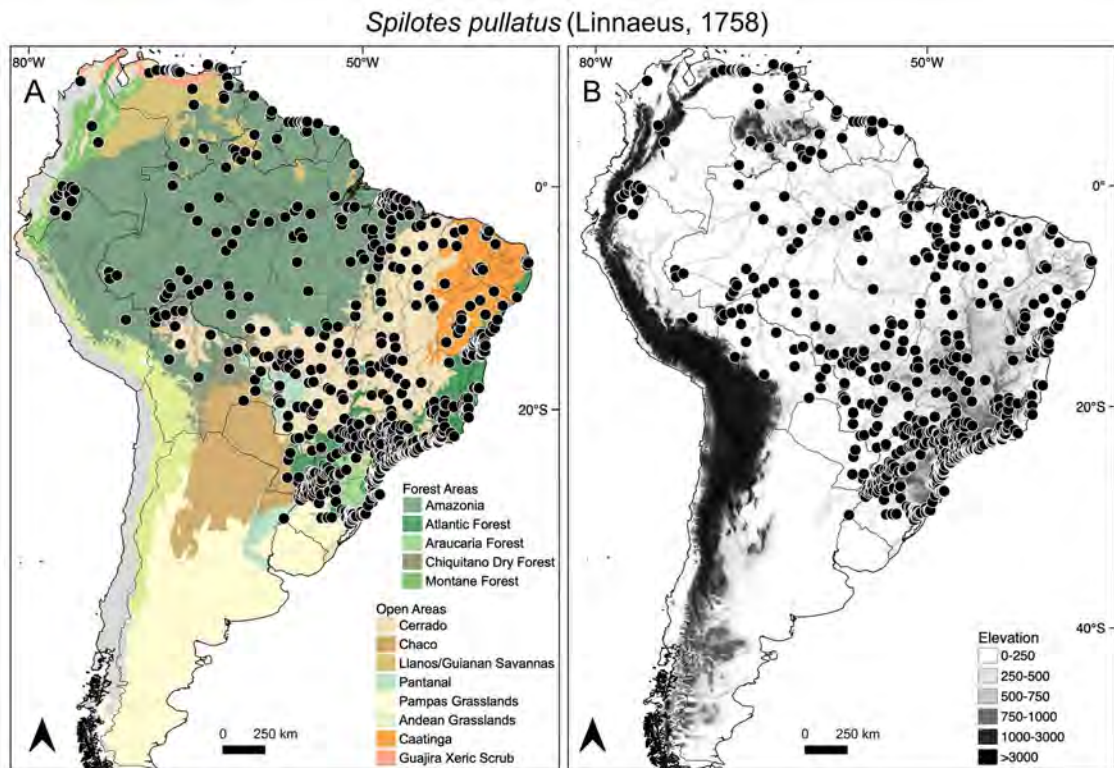 Spilotes pullatus (Linnaeus, 1758)
80°W
50°W
A
Forest Areas
Amazonia
Atlantic Forest
Araucaria Forest
Chiquitano Dry Forest
Montane Forest
Open Areas
Cerrado
Chaco
Llanos/Guianan Savannas
Pantanal
Pampas Grasslands
Andean Grasslands
Caatinga
Guajira Xeric Scrub
0 250 km
80°W
50°W
B
0°
20°S
40°S
Elevation
0-250
250-500
500-750
750-1000
1000-3000
>3000
0 250 km
0°
20°S